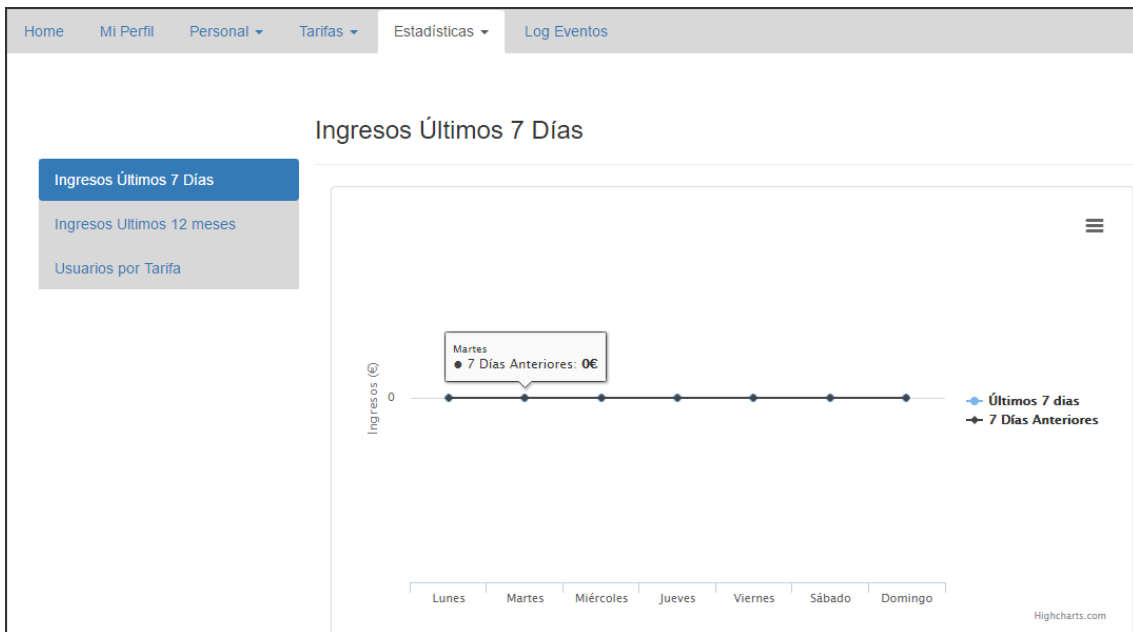 Home Mi Perfil Personal Tarifas Estadísticas Log Eventos
Ingresos Últimos 7 Días
Ingresos Últimos 7 Días
Ingresos Ultimos 12 meses
Usuarios por Tarifa
Martes
7 Días Anteriores: 0€
Ingresos (€)
0
Últimos 7 dias
7 Días Anteriores
Lunes Martes Miércoles Jueves Viernes Sábado Domingo
Highcharts.com